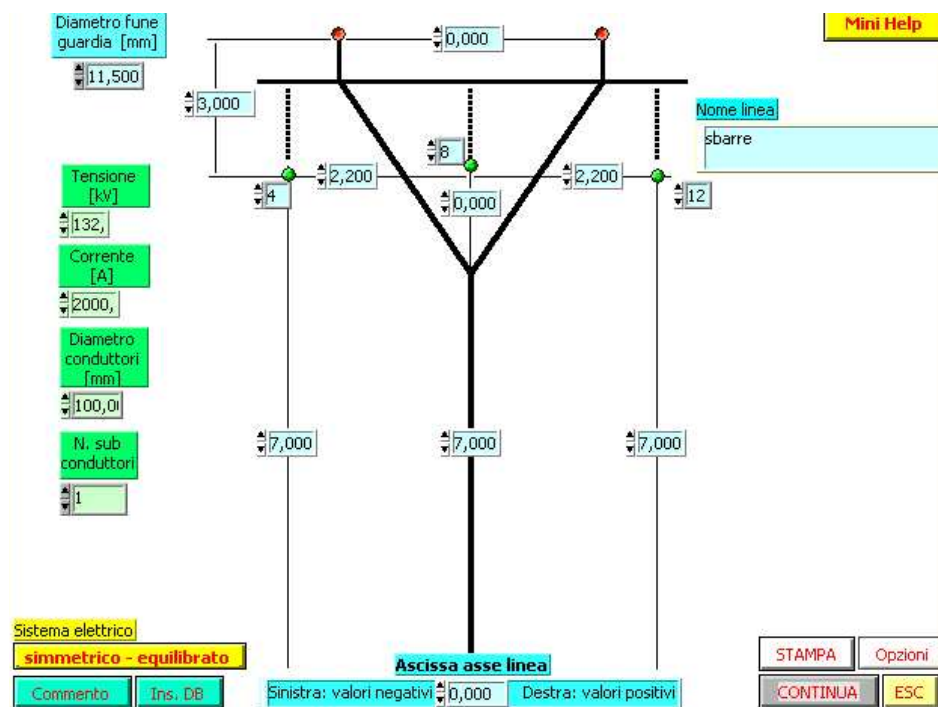 Diametro fune
guardia [mm]
11,500
0,000
Mini Help
3,000
Nome linea
sbarre
8
Tensione
[kV]
132,
4
2,200
0,000
2,200
12
Corrente
[A]
2000,
Diametro
conduttori
[mm]
100,0
7,000
7,000
7,000
N. sub
conduttori
1
Sistema elettrico
simmetrico - equilibrato
Commento
Ins. DB
Ascissa asse linea
Sinistra: valori negativi
0,000
Destra: valori positivi
STAMPA
Opzioni
CONTINUA
ESC